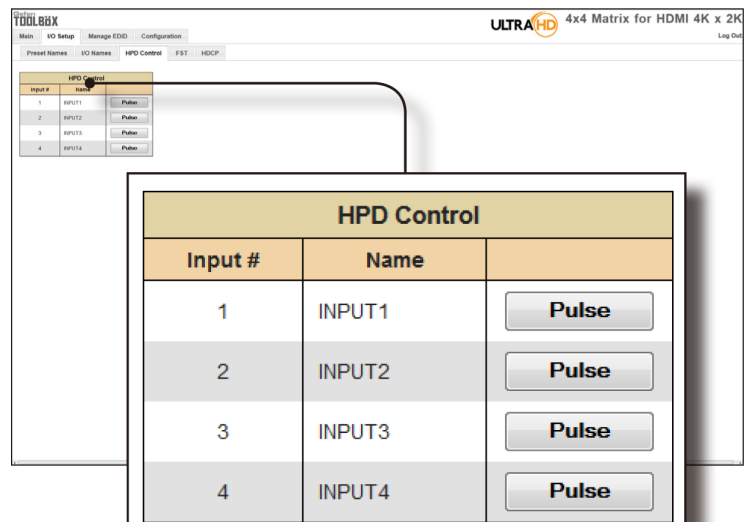 Gefen
TOOLBOX
ULTRA HD
4x4 Matrix for HDMI 4K x 2K
Log Out
Main I/O Setup Manage EDID Configuration
Preset Names I/O Names HPD Control FST HDCP
HPD Control
Input # Name
1 INPUT1 Pulse
2 INPUT2 Pulse
3 INPUT3 Pulse
4 INPUT4 Pulse
HPD Control
Input # Name
1 INPUT1 Pulse
2 INPUT2 Pulse
3 INPUT3 Pulse
4 INPUT4 Pulse